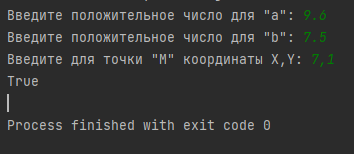 Введите положительное число для "a": 9.6
Введите положительное число для "b": 7.5
Введите для точки "М" координаты X,Y: 7,1
True
Process finished with exit code 0